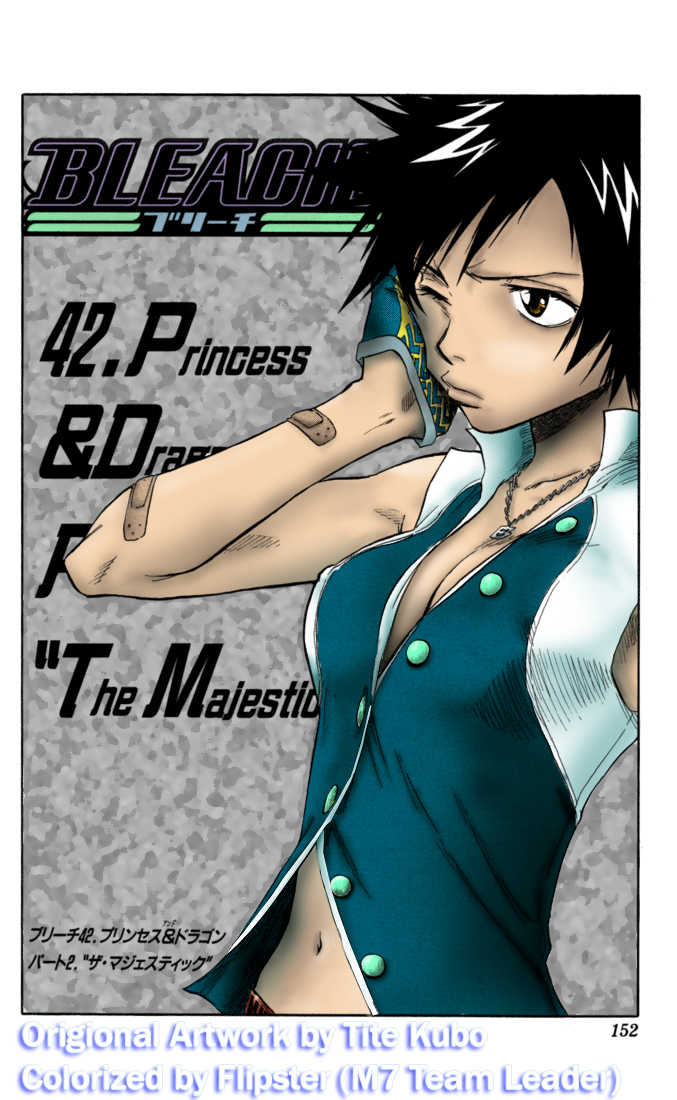 BLEACH
ブリーチ
42.Princess
&Drag
P
"The Majestic
ブリーチ42.プリンセス&ドラゴン
パート2."ザ・マジェスティック"
152
Origional Artwork by Tite Kubo
Colorized by Flipster (M7 Team Leader)